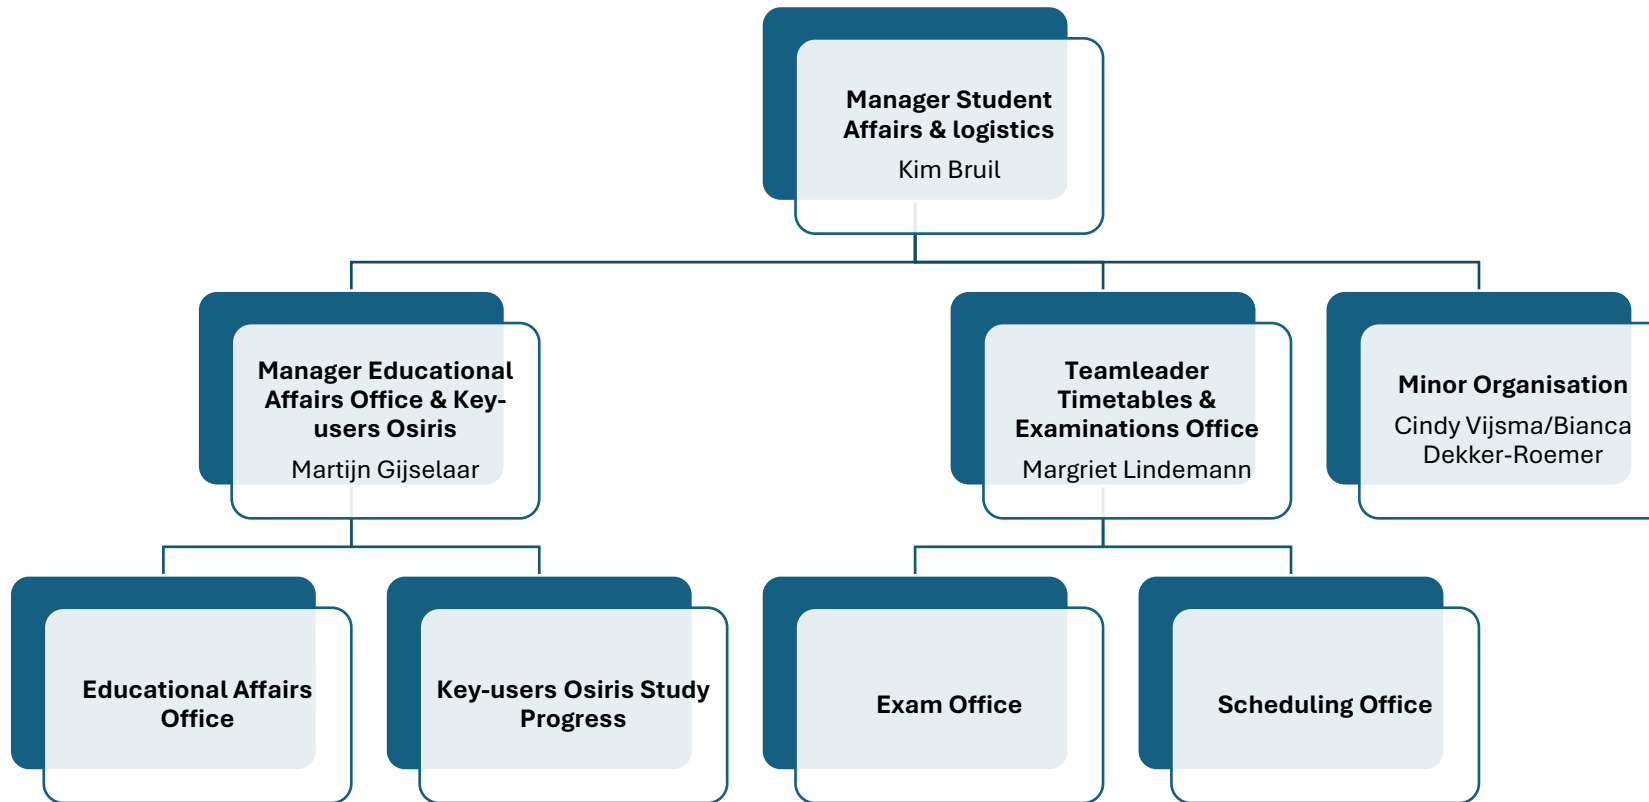 Manager Student
Affairs & logistics
Kim Bruil
Manager Educational
Affairs Office & Key-
users Osiris
Martijn Gijselaar
Teamleader
Timetables &
Examinations Office
Margriet Lindemann
Minor Organisation
Cindy Vijsma/Bianca
Dekker-Roemer
Educational Affairs
Office
Key-users Osiris Study
Progress
Exam Office
Scheduling Office